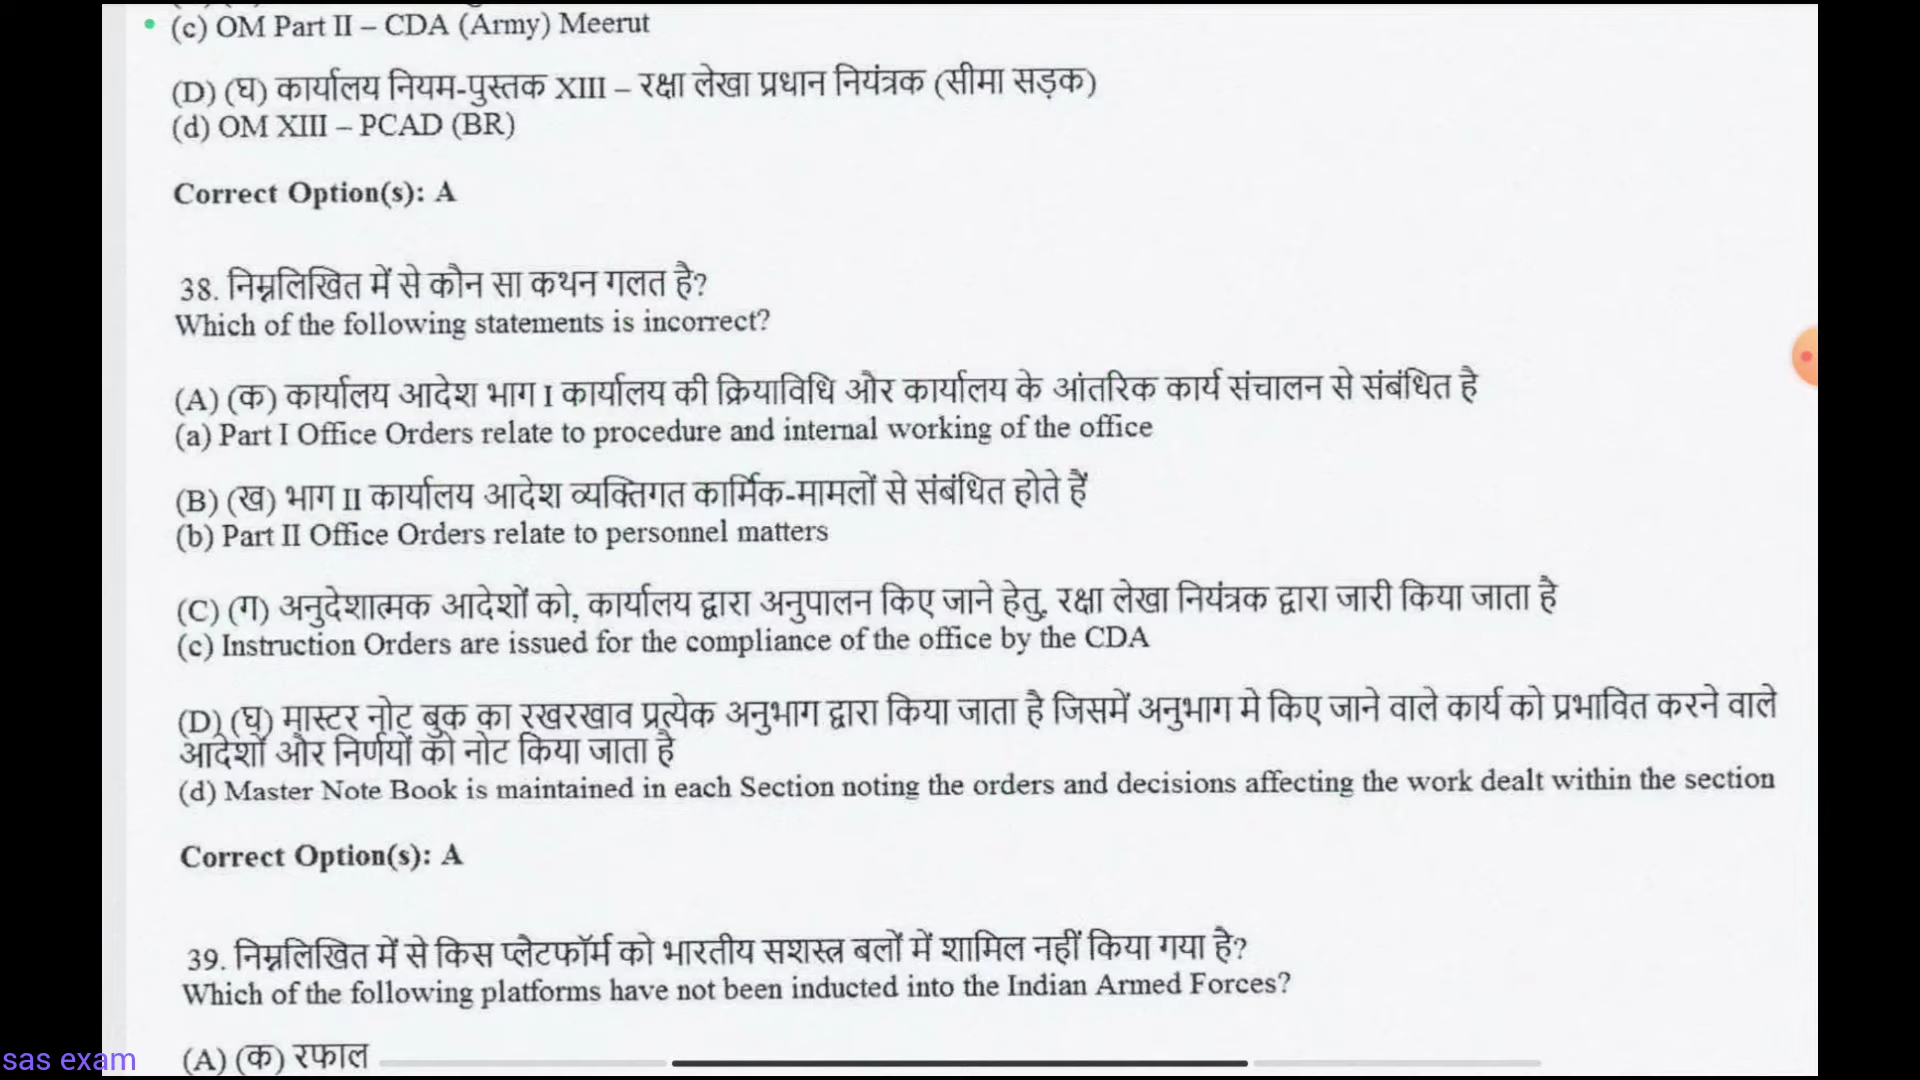 (c) OM Part II – CDA (Army) Meerut
(D) (घ) कार्यालय नियम-पुस्तक XIII – रक्षा लेखा प्रधान नियंत्रक (सीमा सड़क)
(d) OM XIII – PCAD (BR)
Correct Option(s): A
38. निम्नलिखित में से कौन सा कथन गलत है?
Which of the following statements is incorrect?
(A) (क) कार्यालय आदेश भाग I कार्यालय की क्रियाविधि और कार्यालय के आंतरिक कार्य संचालन से संबंधित है
(a) Part I Office Orders relate to procedure and internal working of the office
(B) (ख) भाग II कार्यालय आदेश व्यक्तिगत कार्मिक-मामलों से संबंधित होते हैं
(b) Part II Office Orders relate to personnel matters
(C) (ग) अनुदेशात्मक आदेशों को, कार्यालय द्वारा अनुपालन किए जाने हेतु, रक्षा लेखा नियंत्रक द्वारा जारी किया जाता है
(c) Instruction Orders are issued for the compliance of the office by the CDA
(D) (घ) मास्टर नोट बुक का रखरखाव प्रत्येक अनुभाग द्वारा किया जाता है जिसमें अनुभाग मे किए जाने वाले कार्य को प्रभावित करने वाले
आदेशों और निर्णयों को नोट किया जाता है
(d) Master Note Book is maintained in each Section noting the orders and decisions affecting the work dealt within the section
Correct Option(s): A
39. निम्नलिखित में से किस प्लैटफॉर्म को भारतीय सशस्त्र बलों में शामिल नहीं किया गया है?
Which of the following platforms have not been inducted into the Indian Armed Forces?
(A) (क) रफाल
sas exam